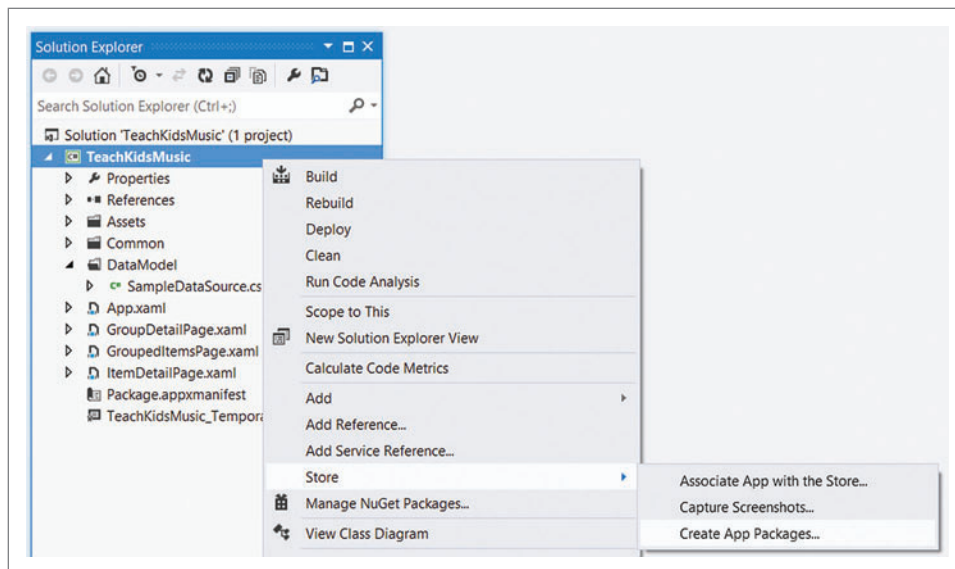 Solution Explorer
Search Solution Explorer (Ctrl+;)
Solution 'TeachKidsMusic' (1 project)
TeachKidsMusic
Properties
References
Assets
Common
DataModel
C# SampleDataSource.cs
App.xaml
GroupDetailPage.xaml
GroupedItemsPage.xaml
ItemDetailPage.xaml
Package.appxmanifest
TeachKidsMusic_Tempora
Build
Rebuild
Deploy
Clean
Run Code Analysis
Scope to This
New Solution Explorer View
Calculate Code Metrics
Add
Add Reference...
Add Service Reference...
Store
Manage NuGet Packages...
View Class Diagram
Associate App with the Store...
Capture Screenshots...
Create App Packages...